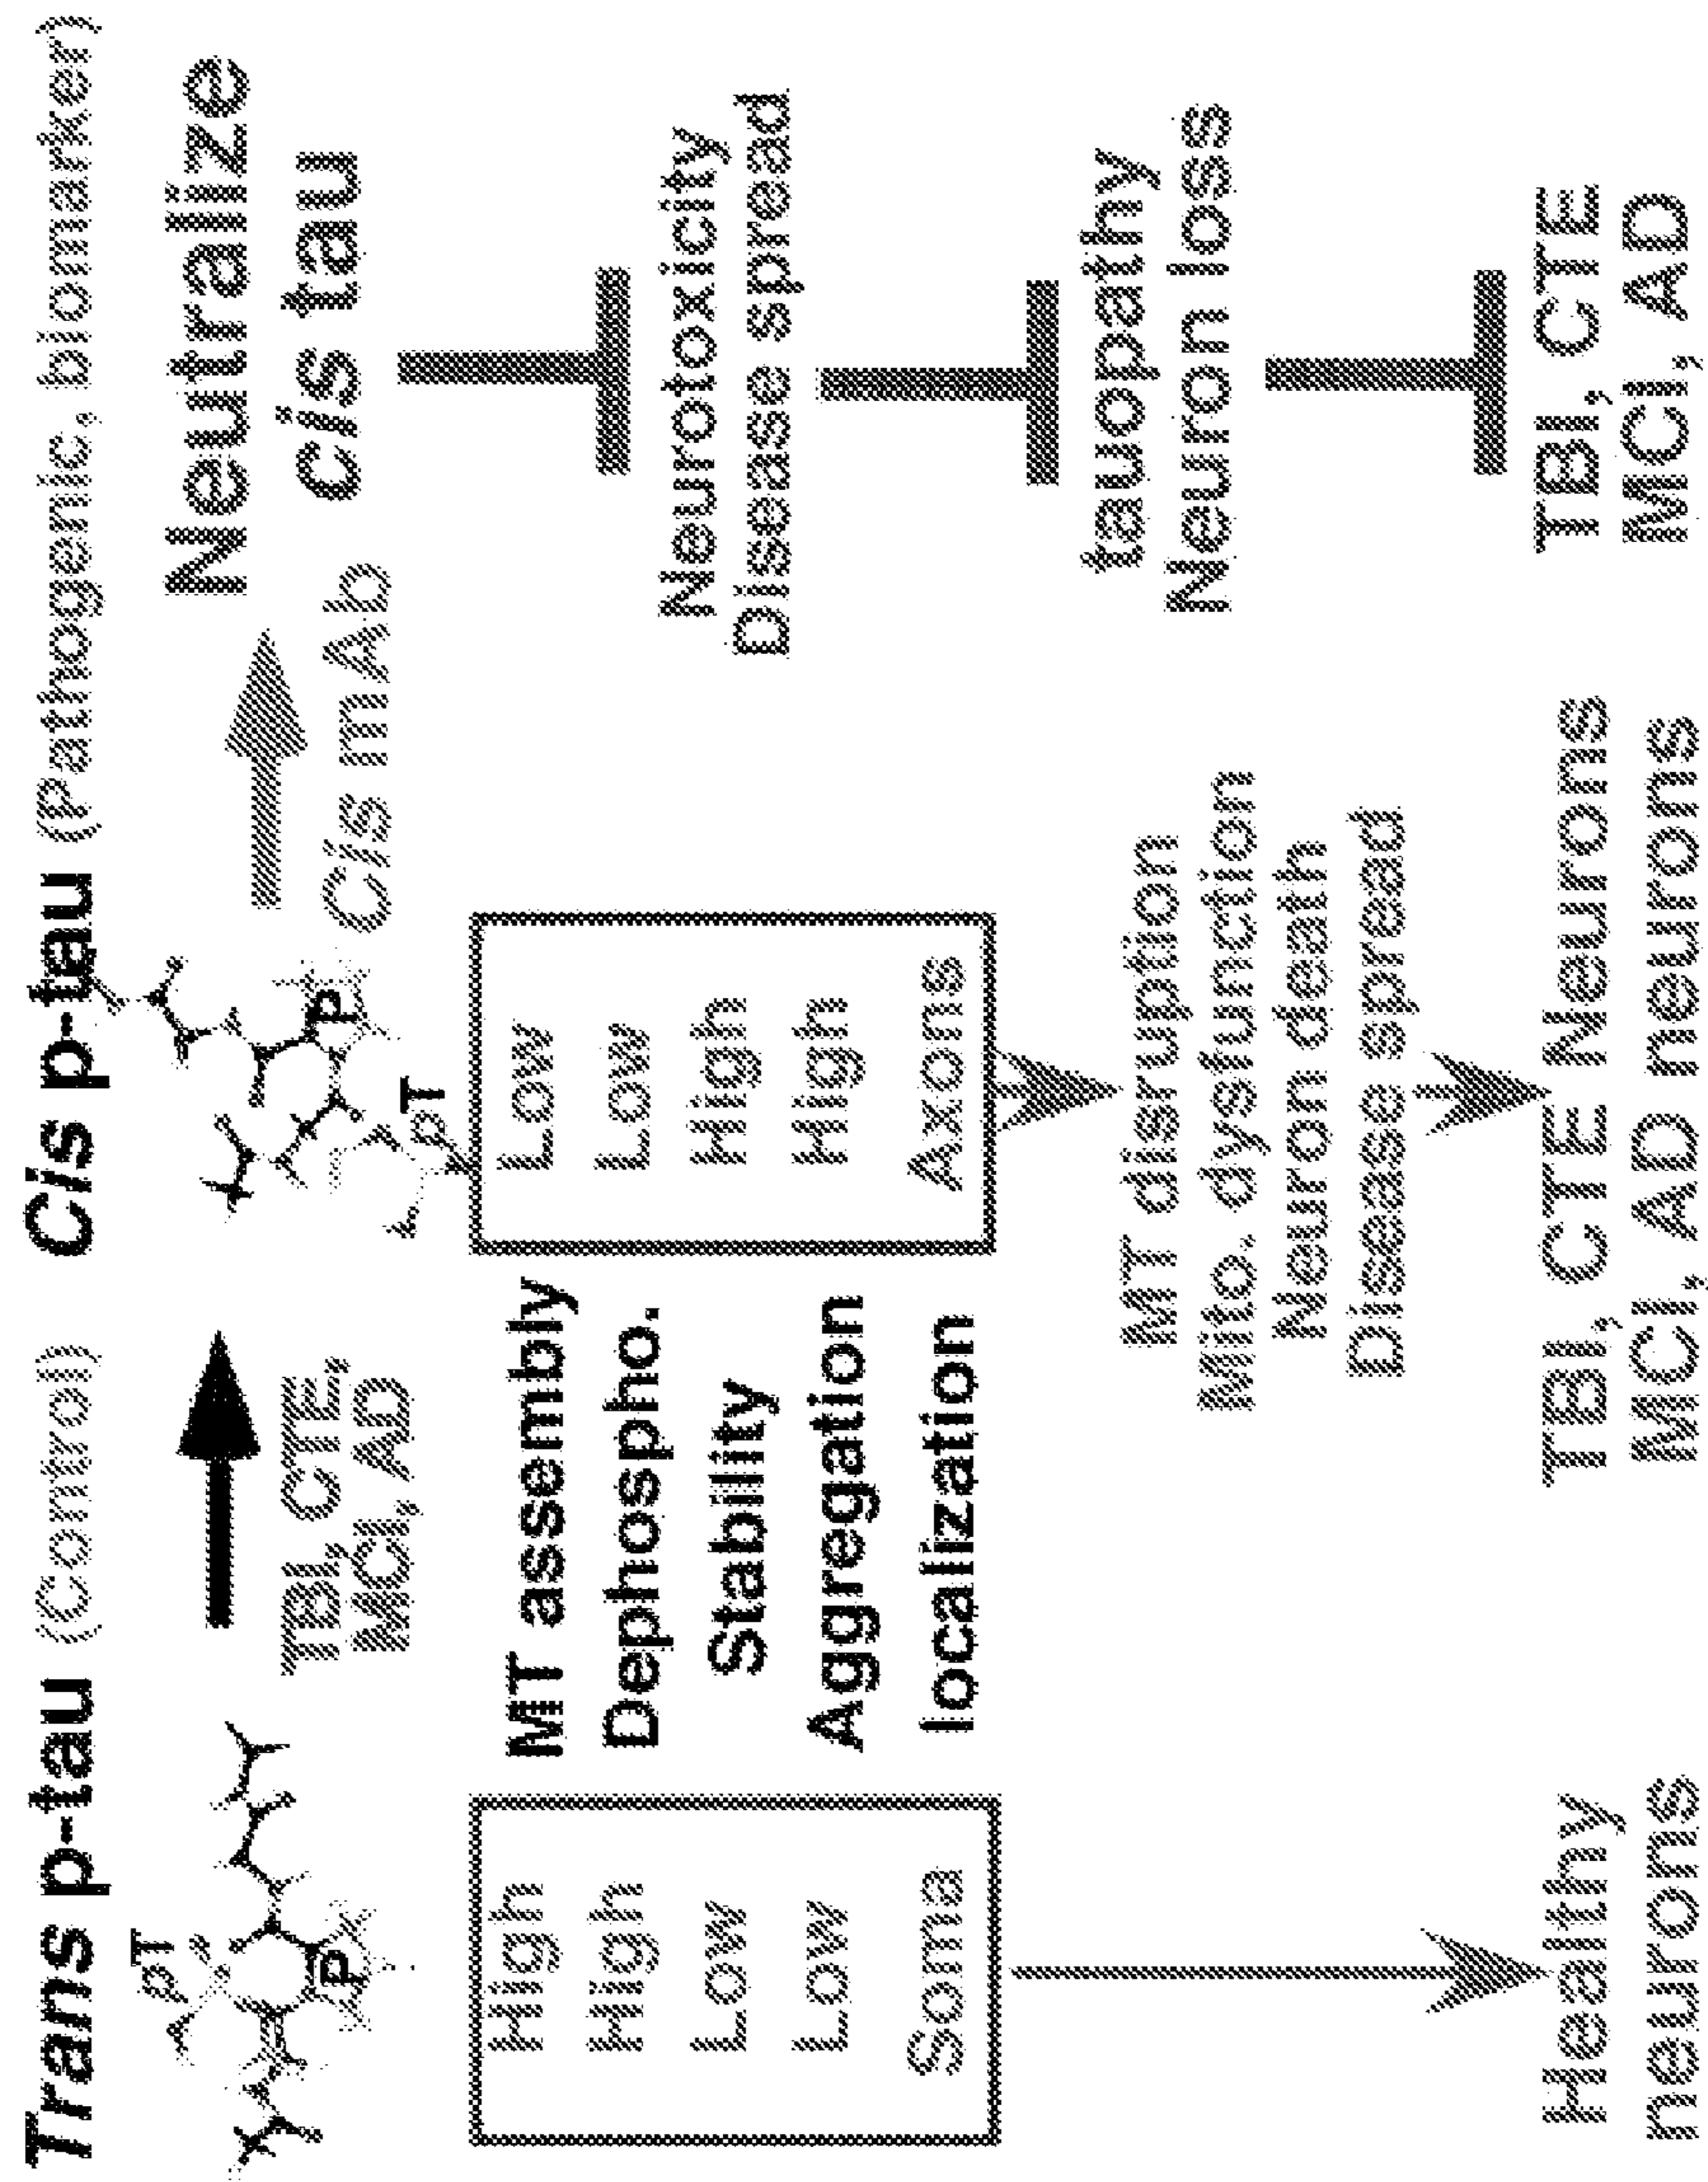 Trans p-tau (Control) Cis p-tau (Pathogenic, biomarker)
pT
P
TBI, CTE,
MCI, AD
P
pT
Cis mAb
Neutralize
cis tau
High MT assembly Low
High Dephospho. Low
Low Stability High
Low Aggregation High
Soma localization Axons
Neurotoxicity
Disease spread
MT disruption
Mito. dysfunction
Neuron death
Disease spread
tauopathy
Neuron loss
Healthy
neurons
TBI, CTE Neurons
MCI, AD neurons
TBI, CTE
MCI, AD